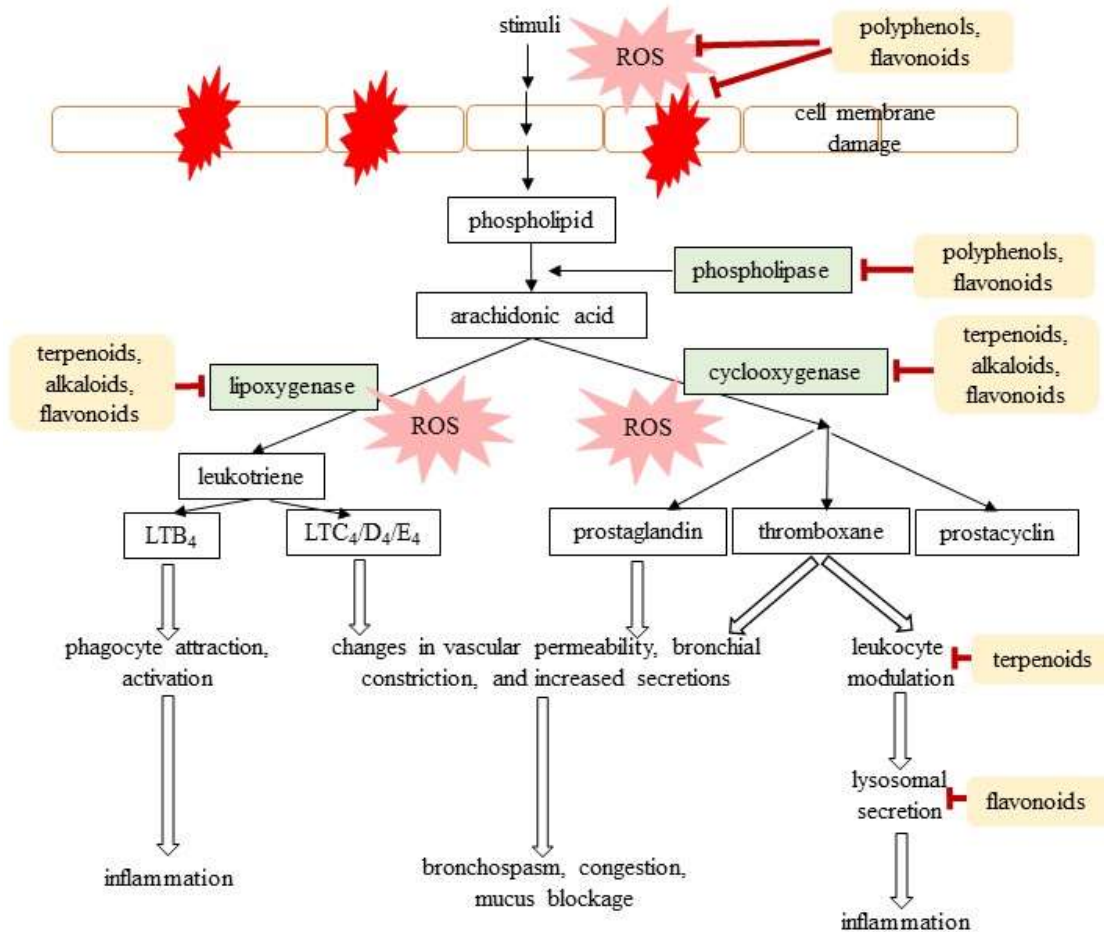 stimuli
ROS
polyphenols,
flavonoids
cell membrane
damage
phospholipid
phospholipase
polyphenols,
flavonoids
arachidonic acid
terpenoids,
alkaloids,
flavonoids
lipoxygenase
ROS
ROS
cyclooxygenase
terpenoids,
alkaloids,
flavonoids
leukotriene
LTB₄
LTC₄/D₄/E₄
prostaglandin
thromboxane
prostacyclin
phagocyte attraction,
activation
changes in vascular permeability, bronchial
constriction, and increased secretions
leukocyte
modulation
terpenoids
lysosomal
secretion
flavonoids
inflammation
bronchospasm, congestion,
mucus blockage
inflammation